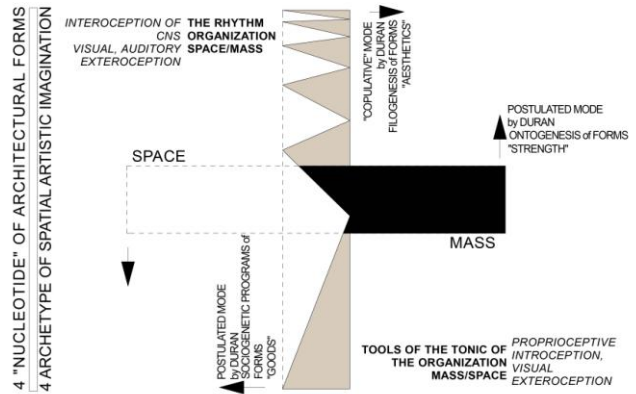 4 "NUCLEOTIDE" OF ARCHITECTURAL FORMS
4 ARCHETYPE OF SPATIAL ARTISTIC IMAGINATION
INTEROCEPTION OF
CNS
VISUAL, AUDITORY
EXTEROCEPTION
THE RHYTHM
ORGANIZATION
SPACE/MASS
"COPULATIVE" MODE
by DURAN
FILOGENESIS of FORMS
"AESTHETICS"
POSTULATED MODE
by DURAN
ONTOGENESIS of FORMS
"STRENGTH"
SPACE
MASS
POSTULATED MODE
by DURAN
SOCIOGENETIC PROGRAMS of
FORMS
"GOODS"
TOOLS OF THE TONIC OF
THE ORGANIZATION
MASS/SPACE
PROPRIOCEPTIVE
INTROCEPTION,
VISUAL
EXTEROCEPTION